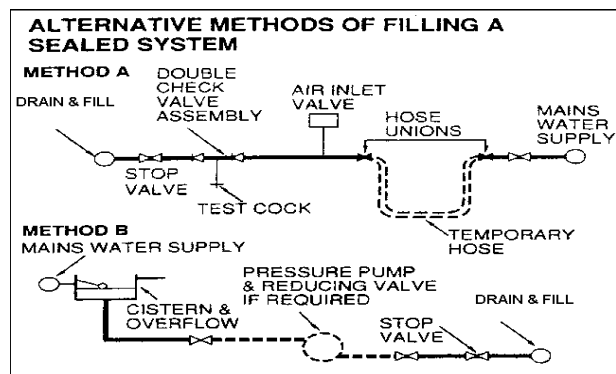 ALTERNATIVE METHODS OF FILLING A
SEALED SYSTEM
METHOD A
DOUBLE
CHECK
VALVE
ASSEMBLY
DRAIN & FILL
AIR INLET
VALVE
HOSE
UNIONS
MAINS
WATER
SUPPLY
STOP
VALVE
TEST COCK
TEMPORARY
HOSE
METHOD B
MAINS WATER SUPPLY
CISTERN &
OVERFLOW
PRESSURE PUMP
& REDUCING VALVE
IF REQUIRED
STOP
VALVE
DRAIN & FILL